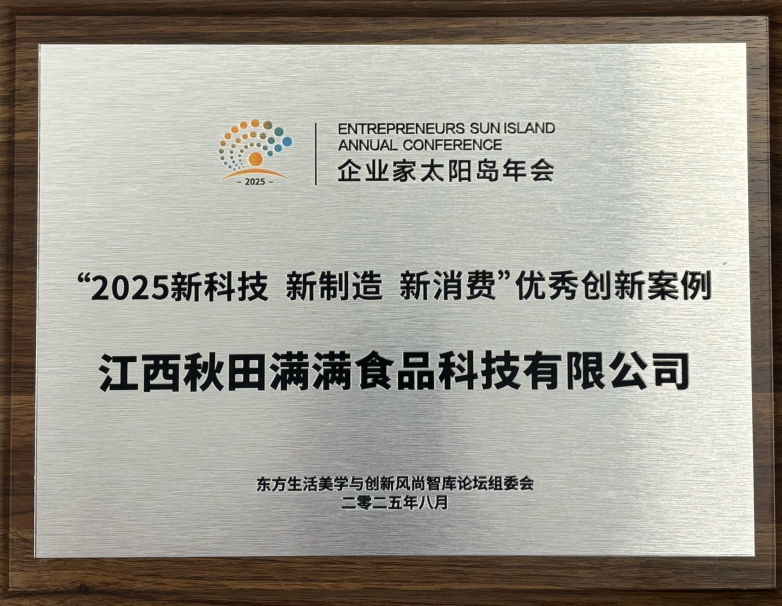 ENTREPRENEURS SUN ISLAND
ANNUAL CONFERENCE
企业家太阳岛年会
– 2025 –
“2025新科技 新制造 新消费”优秀创新案例
江西秋田满满食品科技有限公司
东方生活美学与创新风尚智库论坛组委会
二零二五年八月